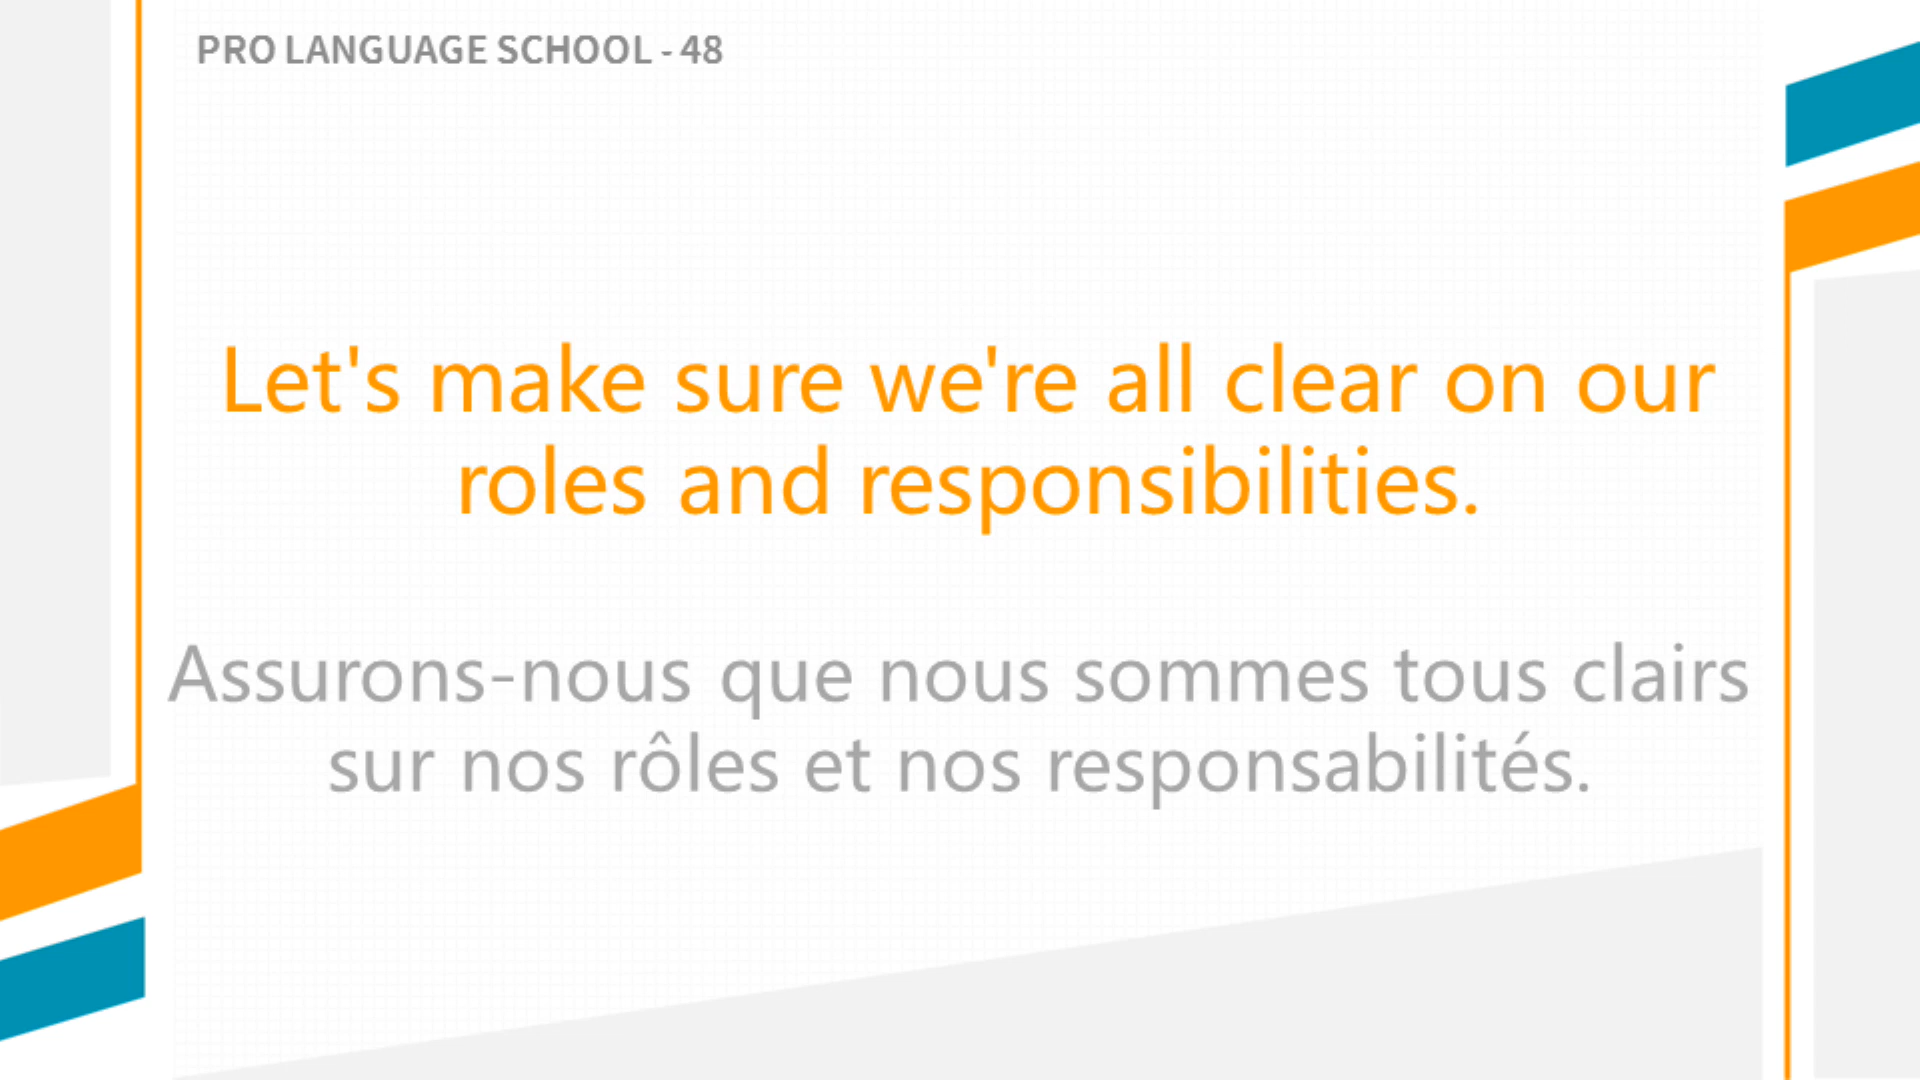 PRO LANGUAGE SCHOOL - 48
Let's make sure we're all clear on our
roles and responsibilities.
Assurons-nous que nous sommes tous clairs
sur nos rôles et nos responsabilités.